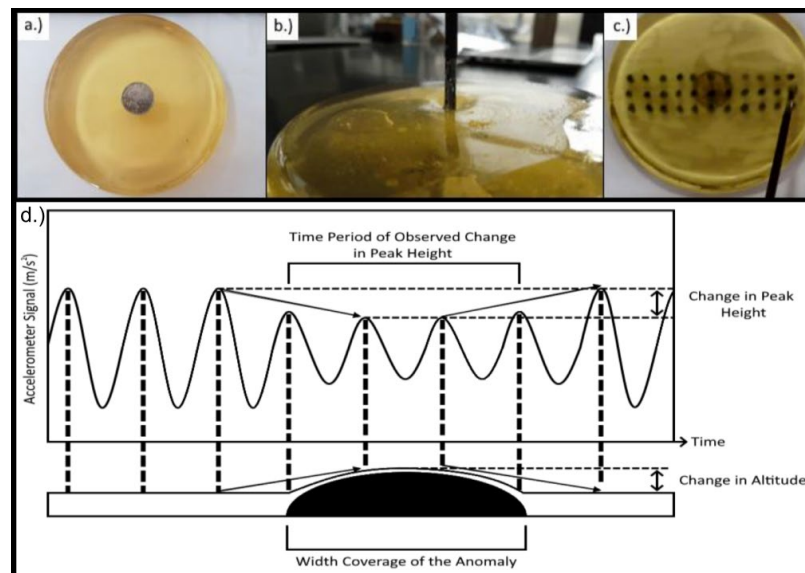 a.)
b.)
c.)
d.)
Time Period of Observed Change
in Peak Height
Accelerometer Signal (m/s²)
Change in Peak
Height
Time
Change in Altitude
Width Coverage of the Anomaly